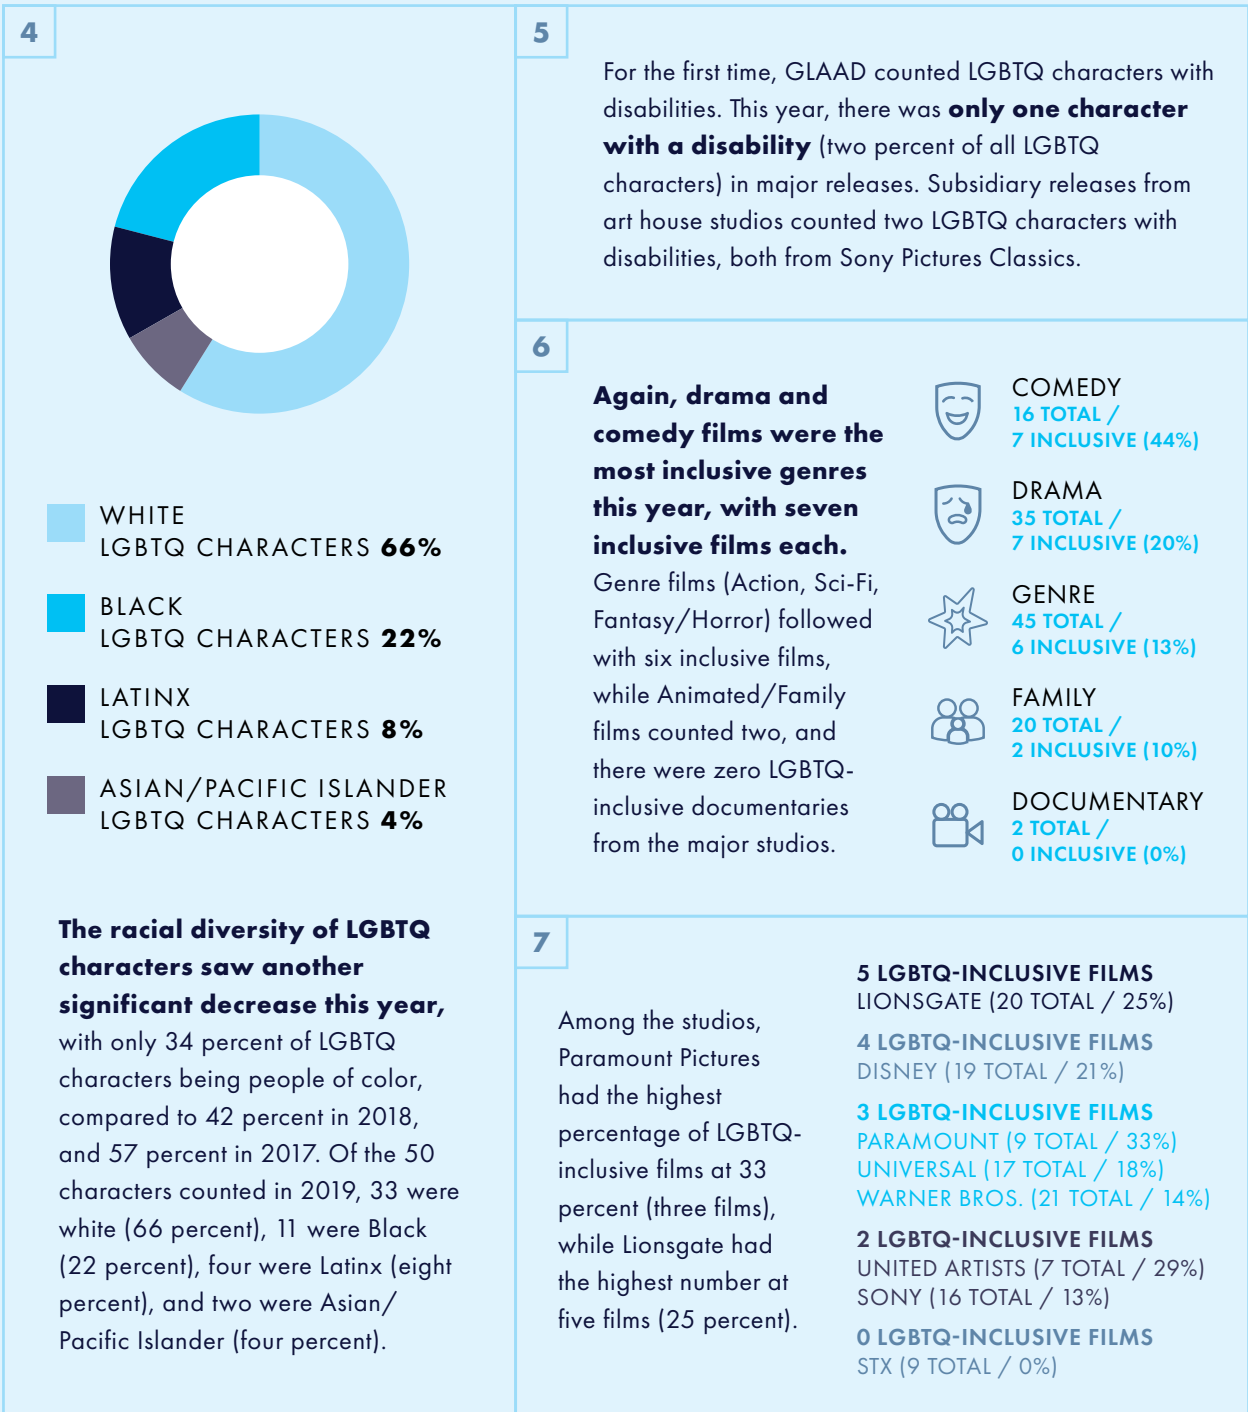 4
WHITE
LGBTQ CHARACTERS 66%
BLACK
LGBTQ CHARACTERS 22%
LATINX
LGBTQ CHARACTERS 8%
ASIAN/PACIFIC ISLANDER
LGBTQ CHARACTERS 4%
The racial diversity of LGBTQ
characters saw another
significant decrease this year,
with only 34 percent of LGBTQ
characters being people of color,
compared to 42 percent in 2018,
and 57 percent in 2017. Of the 50
characters counted in 2019, 33 were
white (66 percent), 11 were Black
(22 percent), four were Latinx (eight
percent), and two were Asian/
Pacific Islander (four percent).
5
For the first time, GLAAD counted LGBTQ characters with
disabilities. This year, there was only one character
with a disability (two percent of all LGBTQ
characters) in major releases. Subsidiary releases from
art house studios counted two LGBTQ characters with
disabilities, both from Sony Pictures Classics.
6
Again, drama and
comedy films were the
most inclusive genres
this year, with seven
inclusive films each.
Genre films (Action, Sci-Fi,
Fantasy/Horror) followed
with six inclusive films,
while Animated/Family
films counted two, and
there were zero LGBTQ-
inclusive documentaries
from the major studios.
COMEDY
16 TOTAL /
7 INCLUSIVE (44%)
DRAMA
35 TOTAL /
7 INCLUSIVE (20%)
GENRE
45 TOTAL /
6 INCLUSIVE (13%)
FAMILY
20 TOTAL /
2 INCLUSIVE (10%)
DOCUMENTARY
2 TOTAL /
0 INCLUSIVE (0%)
7
Among the studios,
Paramount Pictures
had the highest
percentage of LGBTQ-
inclusive films at 33
percent (three films),
while Lionsgate had
the highest number at
five films (25 percent).
5 LGBTQ-INCLUSIVE FILMS
LIONSGATE (20 TOTAL / 25%)
4 LGBTQ-INCLUSIVE FILMS
DISNEY (19 TOTAL / 21%)
3 LGBTQ-INCLUSIVE FILMS
PARAMOUNT (9 TOTAL / 33%)
UNIVERSAL (17 TOTAL / 18%)
WARNER BROS. (21 TOTAL / 14%)
2 LGBTQ-INCLUSIVE FILMS
UNITED ARTISTS (7 TOTAL / 29%)
SONY (16 TOTAL / 13%)
0 LGBTQ-INCLUSIVE FILMS
STX (9 TOTAL / 0%)